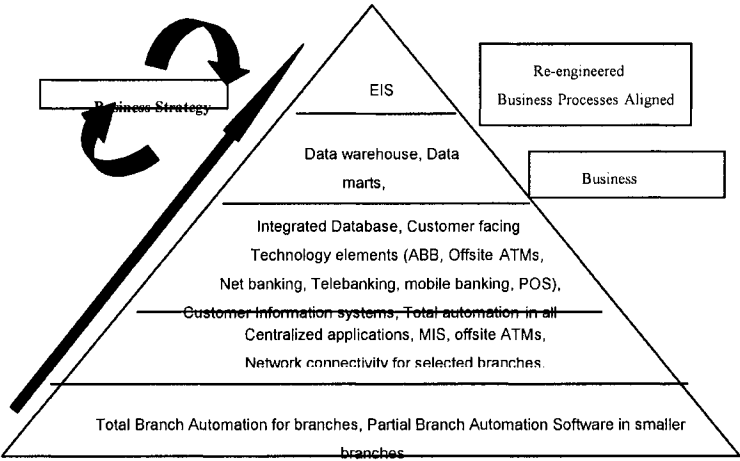 Business Strategy
Re-engineered
Business Processes Aligned
Business
EIS
Data warehouse, Data
marts,
Integrated Database, Customer facing
Technology elements (ABB, Offsite ATMs,
Net banking, Telebanking, mobile banking, POS),
Customer Information systems, Total automation in all
Centralized applications, MIS, offsite ATMs,
Network connectivity for selected branches.
Total Branch Automation for branches, Partial Branch Automation Software in smaller
branches